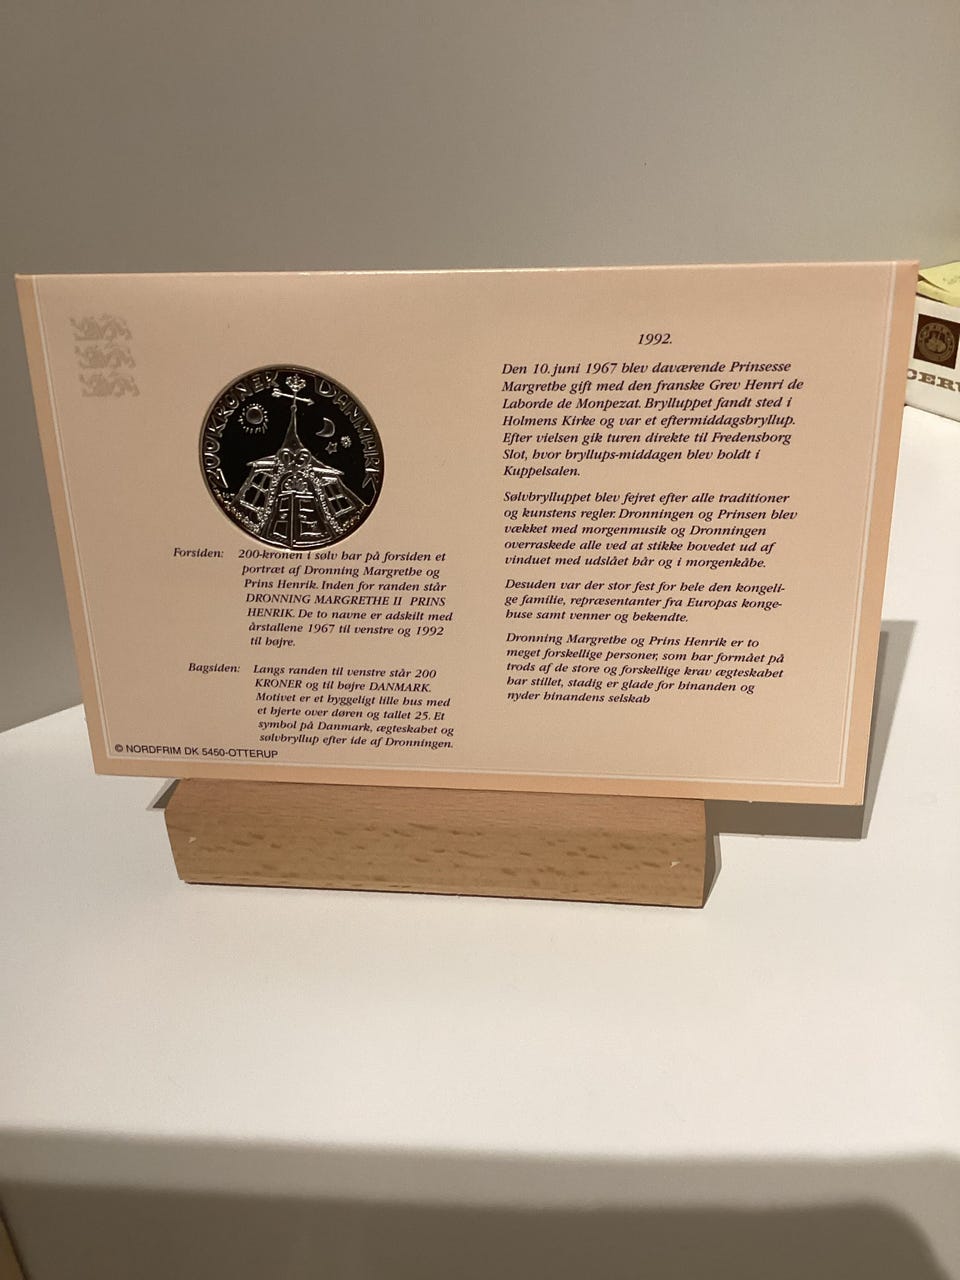 200 KRONER DANMARK
Forsiden: 200-kronen i sølv har på forsiden et
portræt af Dronning Margrethe og
Prins Henrik. Inden for randen står
DRONNING MARGRETHE II PRINS
HENRIK. De to navne er adskilt med
årstallene 1967 til venstre og 1992
til højre.
Bagsiden: Langs randen til venstre står 200
KRONER og til højre DANMARK.
Motivet er et hyggeligt lille hus med
et hjerte over døren og tallet 25. Et
symbol på Danmark, ægteskabet og
sølvbryllup efter ide af Dronningen.
© NORDFRIM DK 5450-OTTERUP
1992.
Den 10. juni 1967 blev daværende Prinsesse
Margrethe gift med den franske Grev Henri de
Laborde de Monpezat. Brylluppet fandt sted i
Holmens Kirke og var et eftermiddagsbryllup.
Efter vielsen gik turen direkte til Fredensborg
Slot, hvor bryllups-middagen blev holdt i
Kuppelsalen.
Sølvbrylluppet blev fejret efter alle traditioner
og kunstens regler. Dronningen og Prinsen blev
vækket med morgenmusik og Dronningen
overraskede alle ved at stikke hovedet ud af
vinduet med udslået hår og i morgenkåbe.
Desuden var der stor fest for hele den kongeli-
ge familie, repræsentanter fra Europas konge-
huse samt venner og bekendte.
Dronning Margrethe og Prins Henrik er to
meget forskellige personer, som har formået på
trods af de store og forskellige krav ægteskabet
har stillet, stadig er glade for hinanden og
nyder hinandens selskab